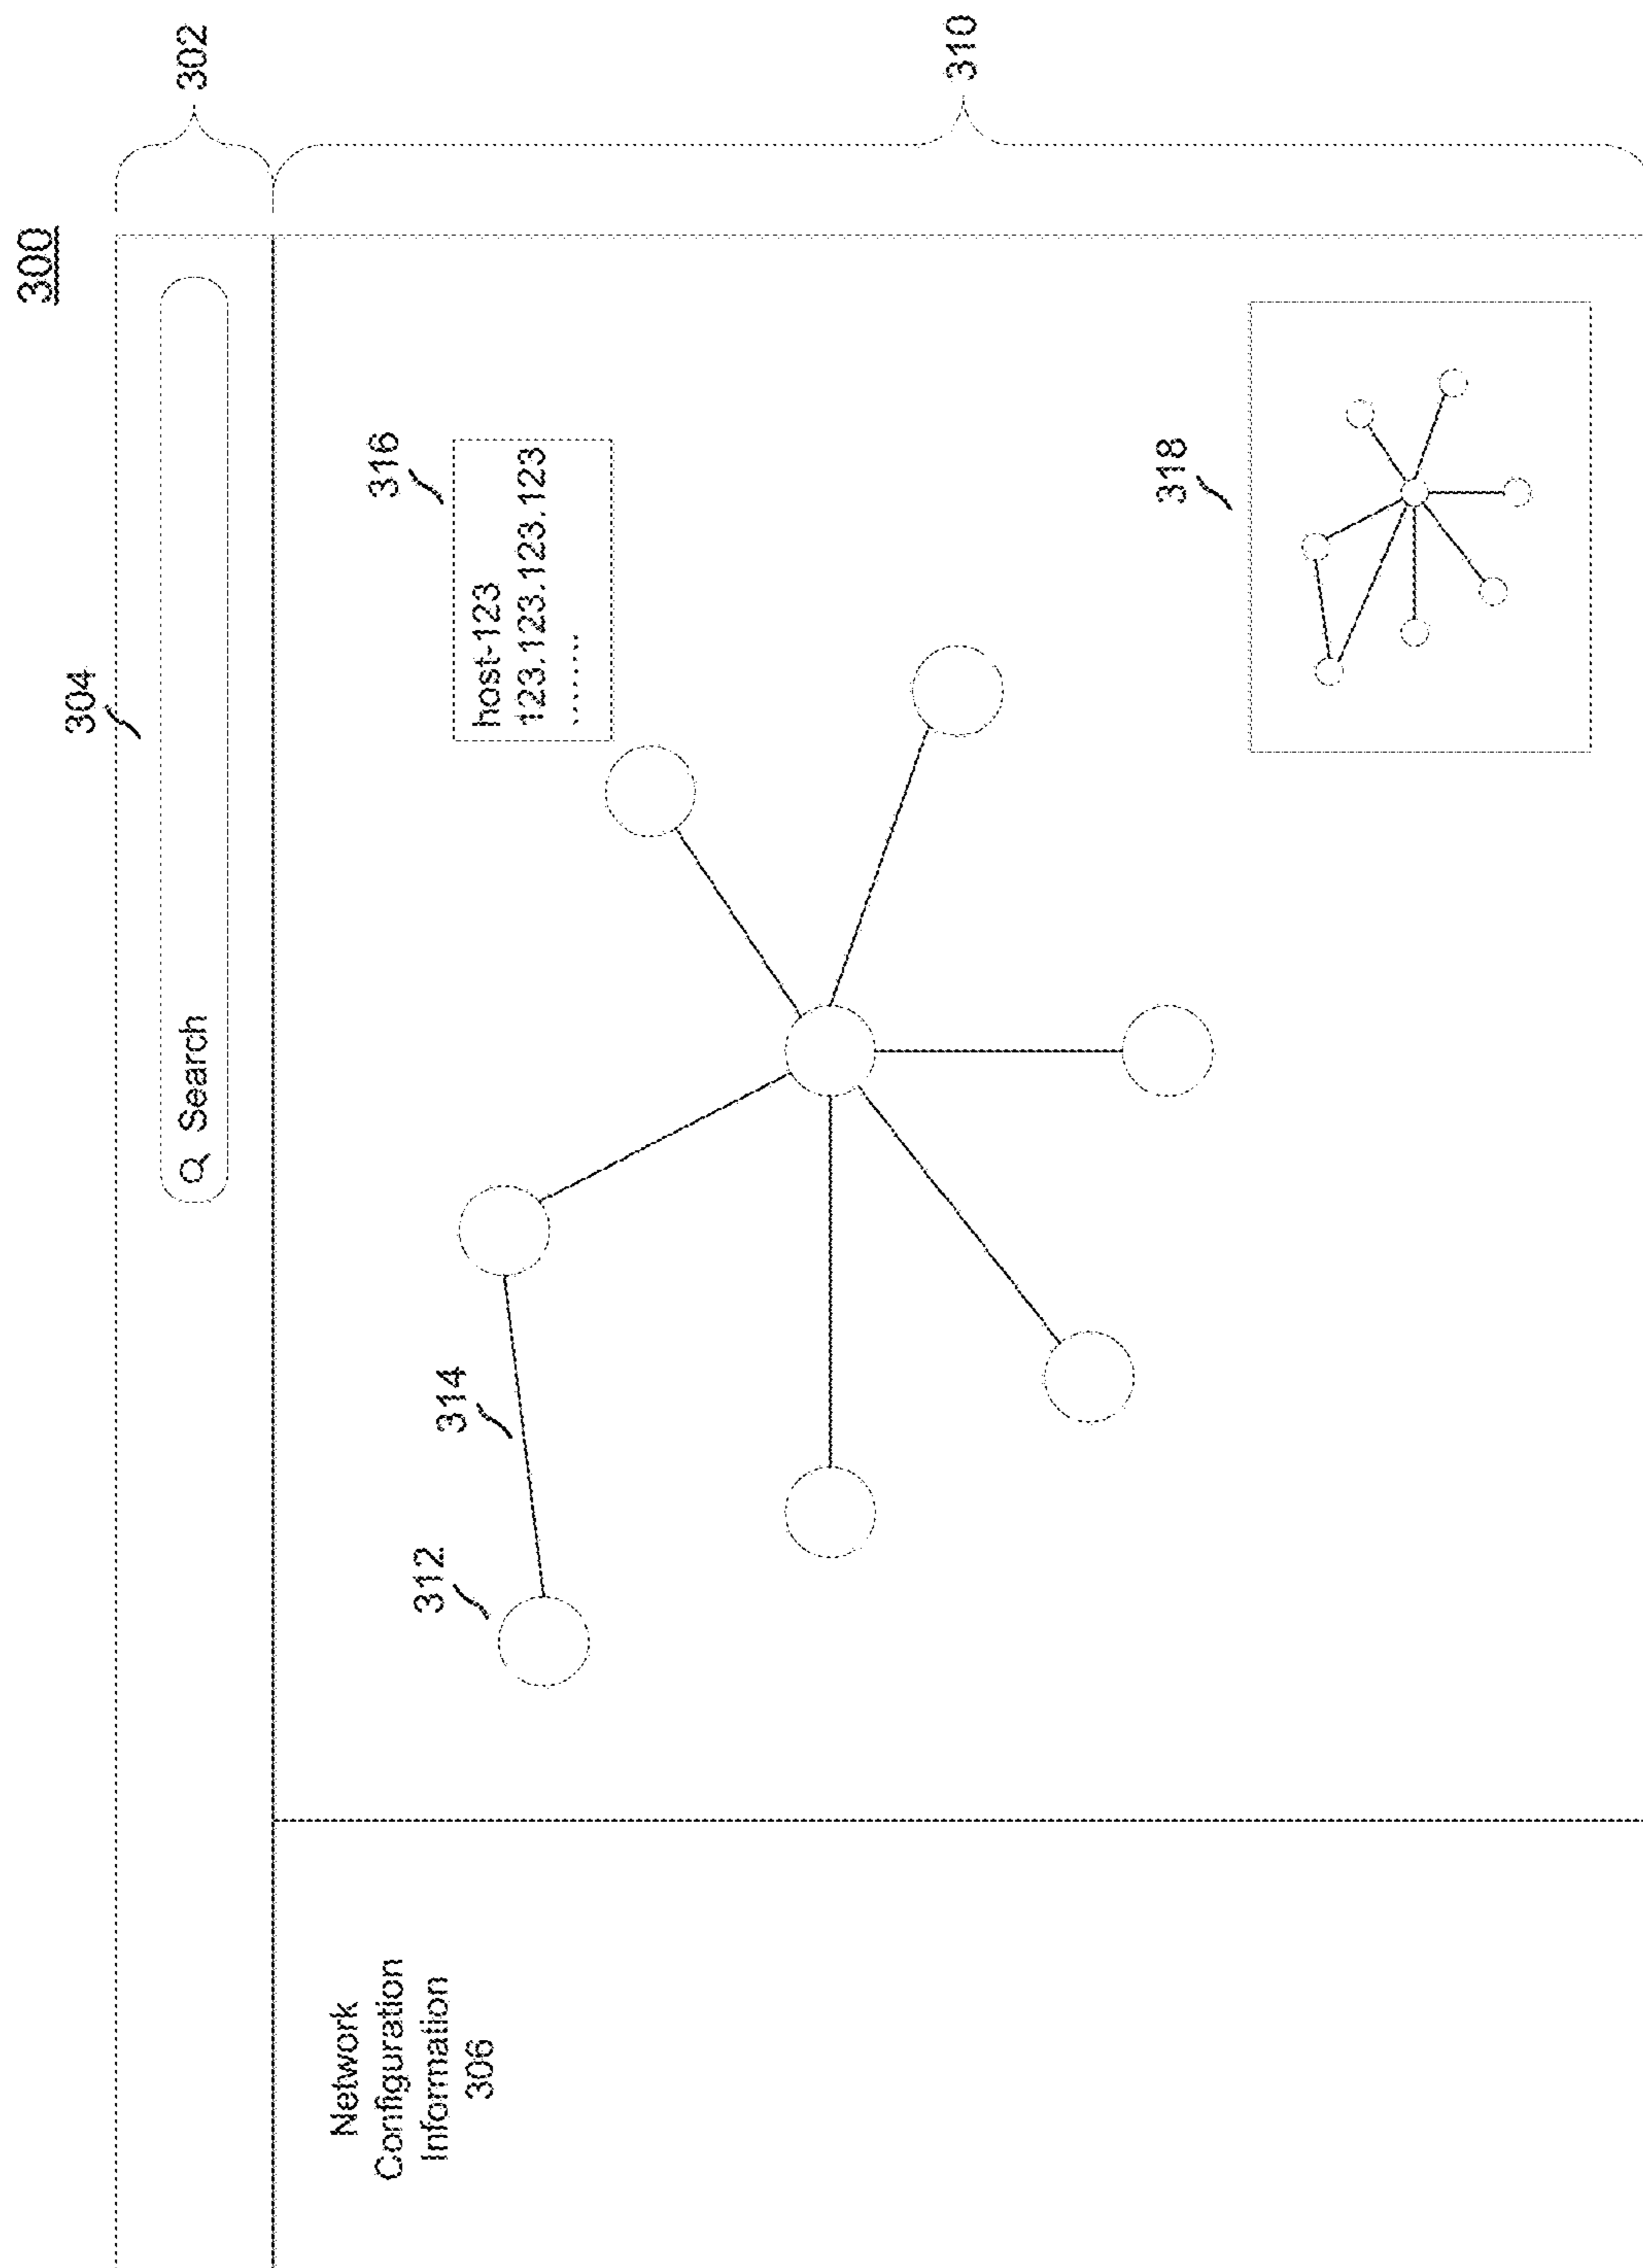 300
302
304
Search
310
Network
Configuration
Information
306
312
314
316
host-123
123.123.123.123
......
318